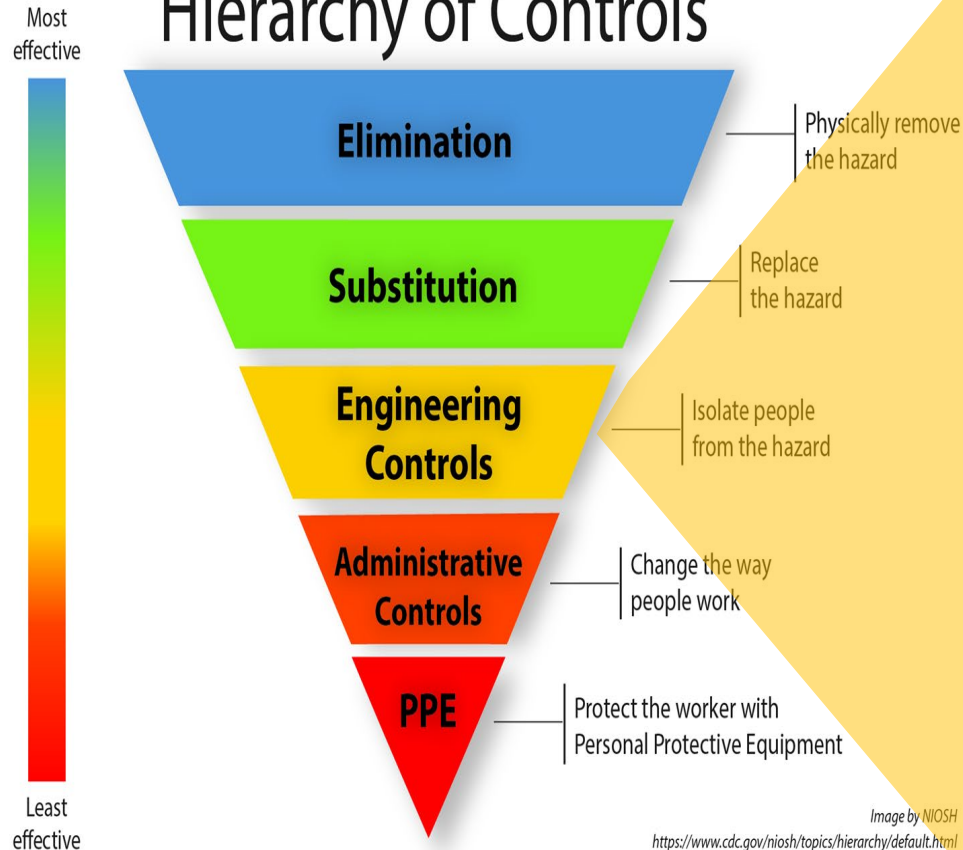 Hierarchy of Controls
Most
effective
Elimination
Physically remove
the hazard
Substitution
Replace
the hazard
Engineering
Controls
Isolate people
from the hazard
Administrative
Controls
Change the way
people work
PPE
Protect the worker with
Personal Protective Equipment
Least
effective
Image by NIOSH
https://www.cdc.gov/niosh/topics/hierarchy/default.html